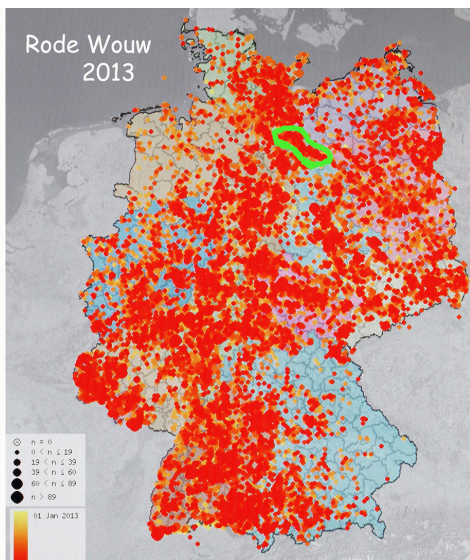 Rode Wouw
2013
n = 0
0 < n ≤ 19
19 < n ≤ 39
39 < n ≤ 60
60 < n ≤ 89
n > 89
01 Jan 2013